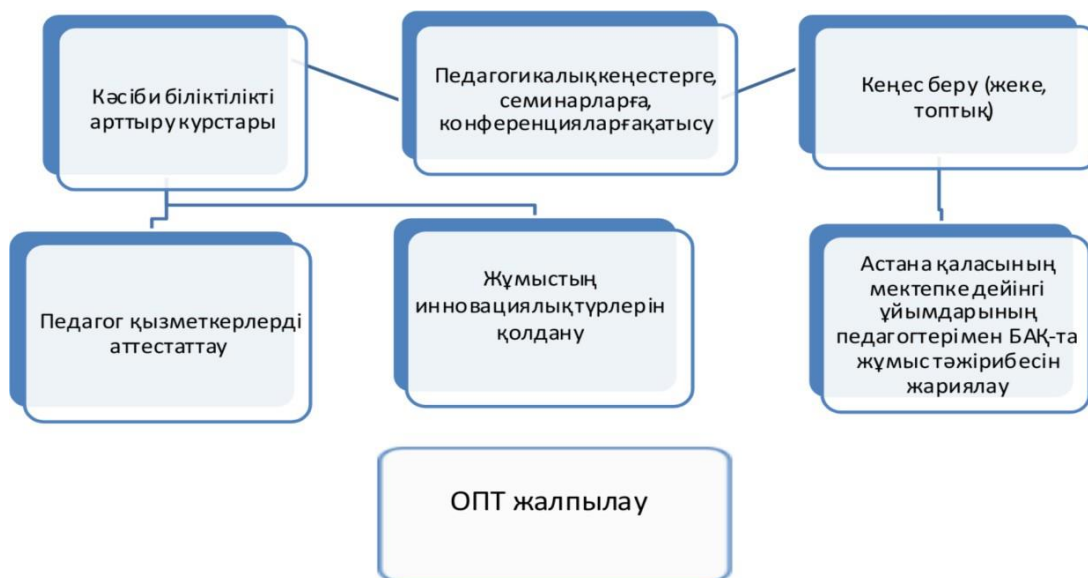 Кәсіби біліктілікті
арттыру курстары
Педагогикалық кеңестерге,
семинарларға,
конференцияларға қатысу
Кеңес беру (жеке,
топтық)
Педагог қызметкерлерді
аттестаттау
Жұмыстың
инновациялық түрлерін
қолдану
Астана қаласының
мектепке дейінгі
ұйымдарының
педагогтерімен БАҚ-та
жұмыс тәжірибесін
жариялау
ОПТ жалпылау